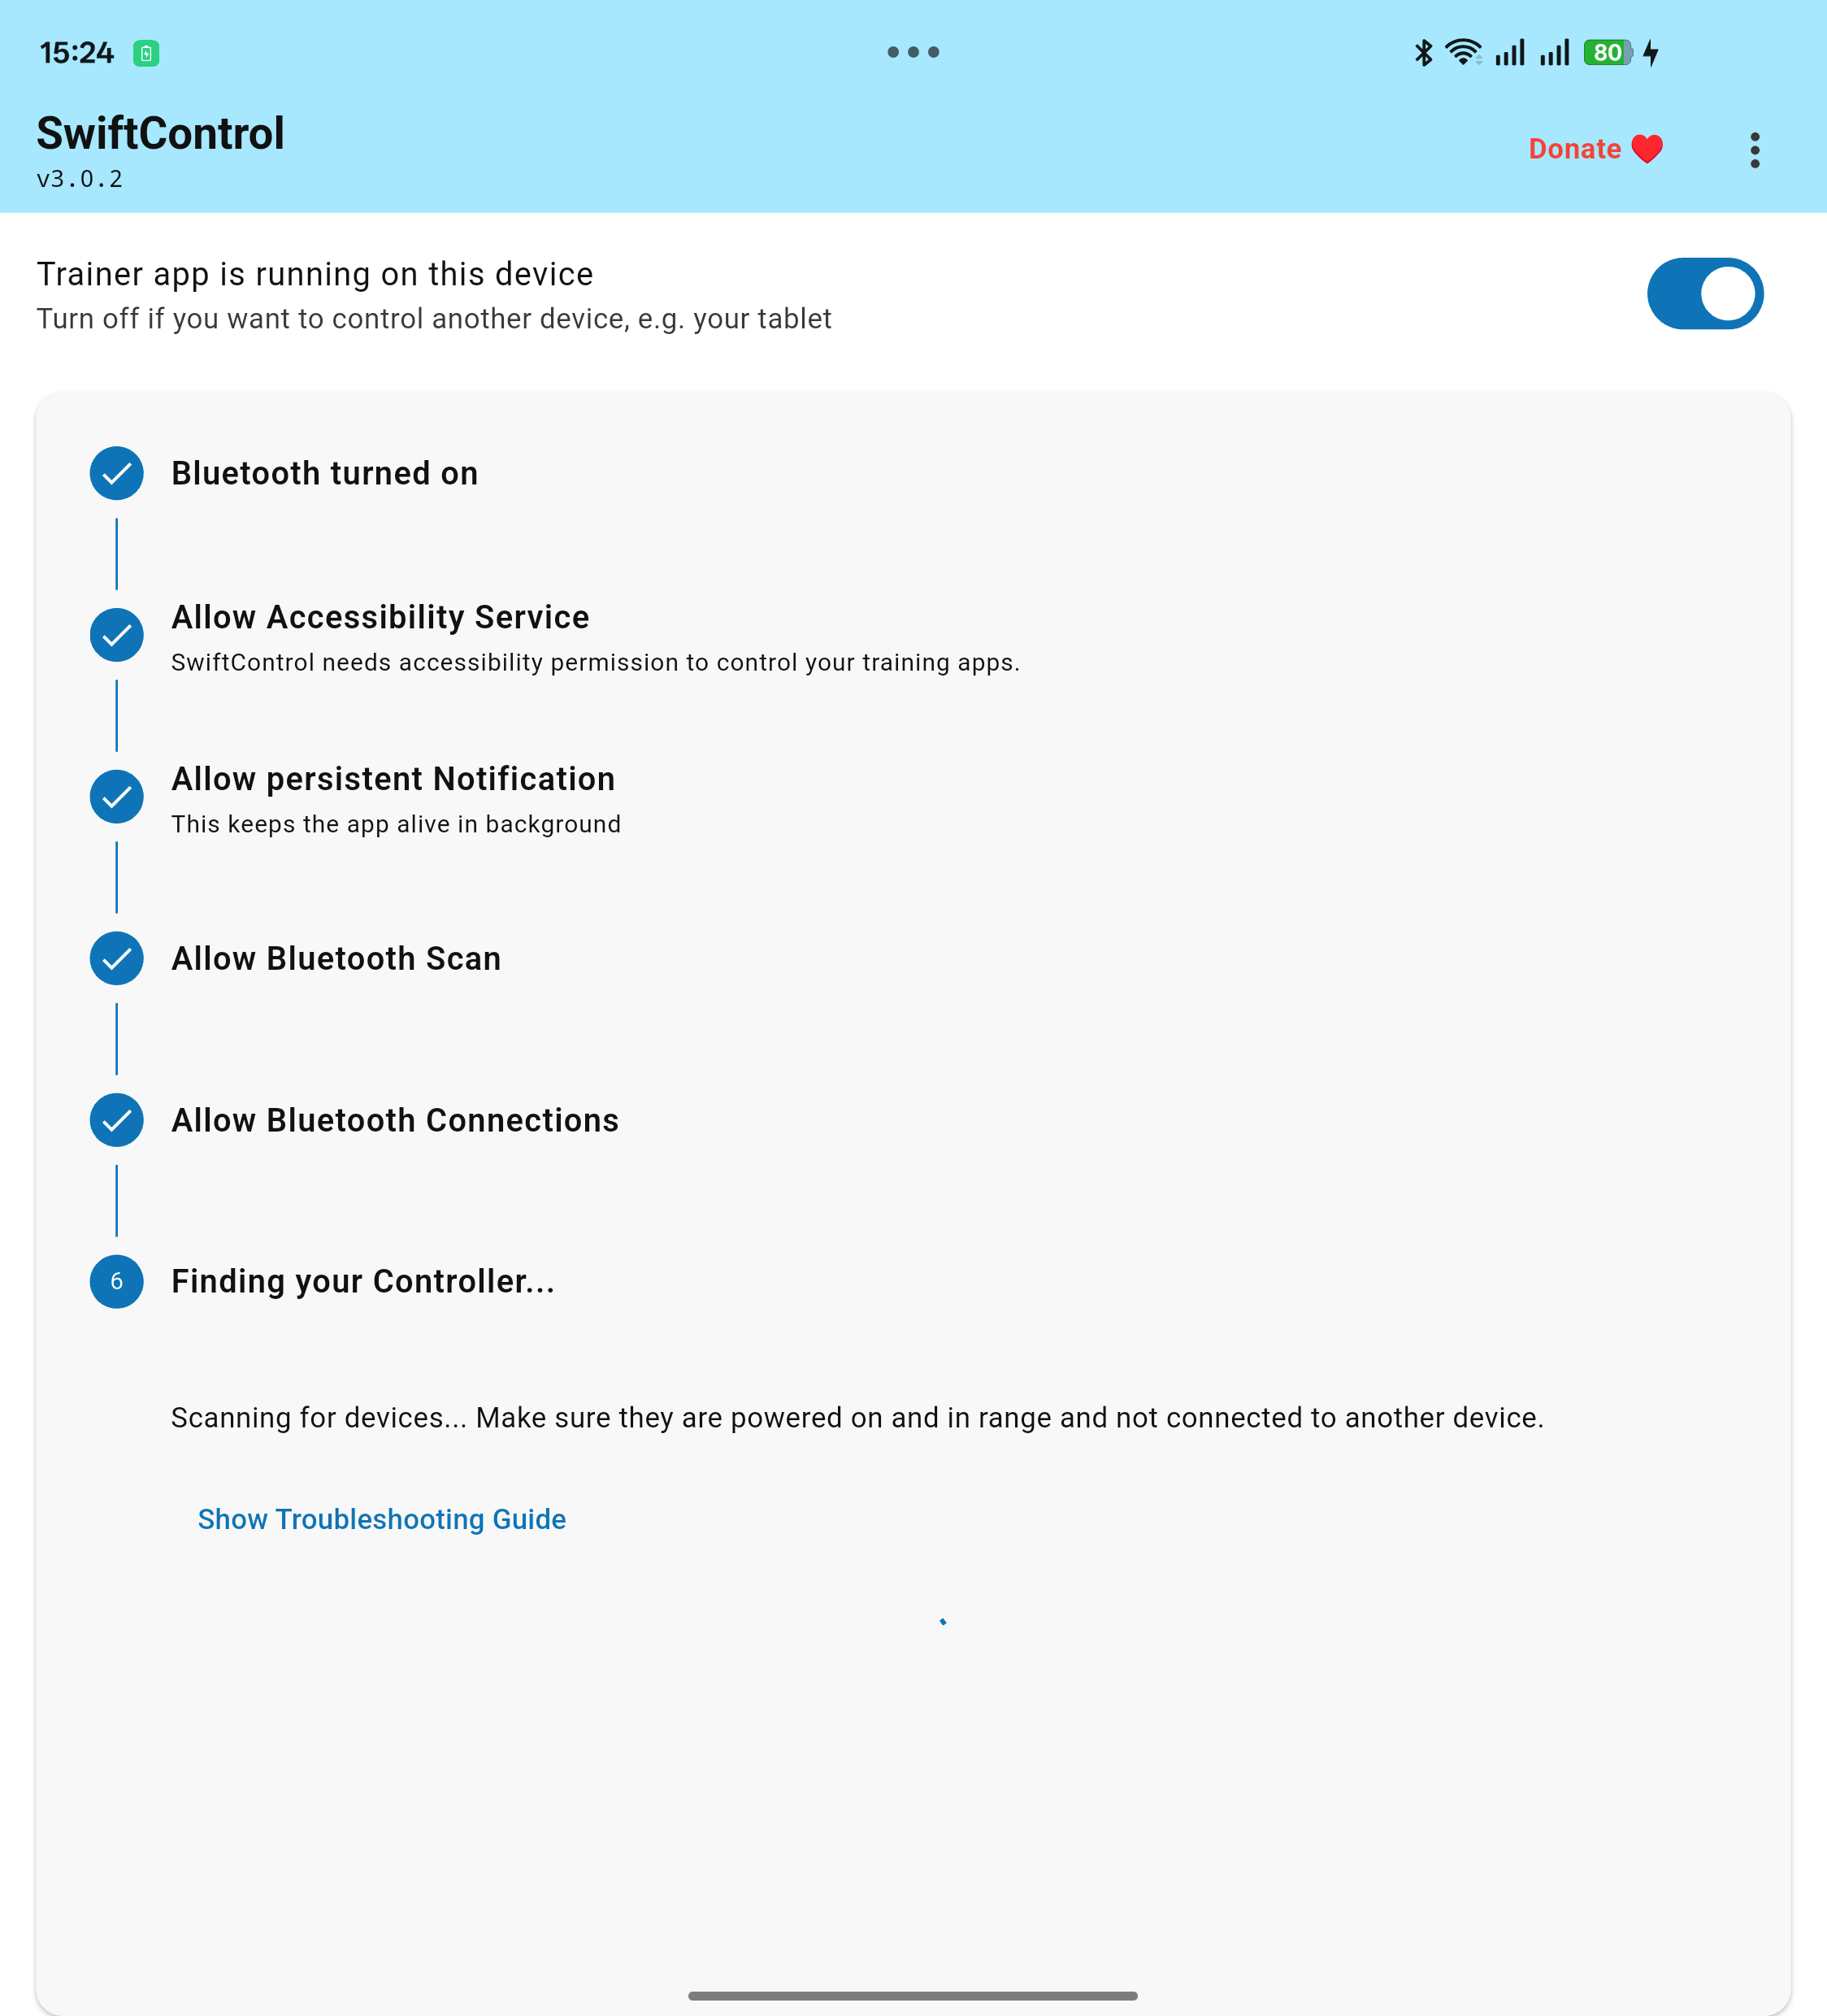 15:24
80
SwiftControl
v3.0.2
Donate
Trainer app is running on this device
Turn off if you want to control another device, e.g. your tablet
Bluetooth turned on
Allow Accessibility Service
SwiftControl needs accessibility permission to control your training apps.
Allow persistent Notification
This keeps the app alive in background
Allow Bluetooth Scan
Allow Bluetooth Connections
6 Finding your Controller...
Scanning for devices... Make sure they are powered on and in range and not connected to another device.
Show Troubleshooting Guide